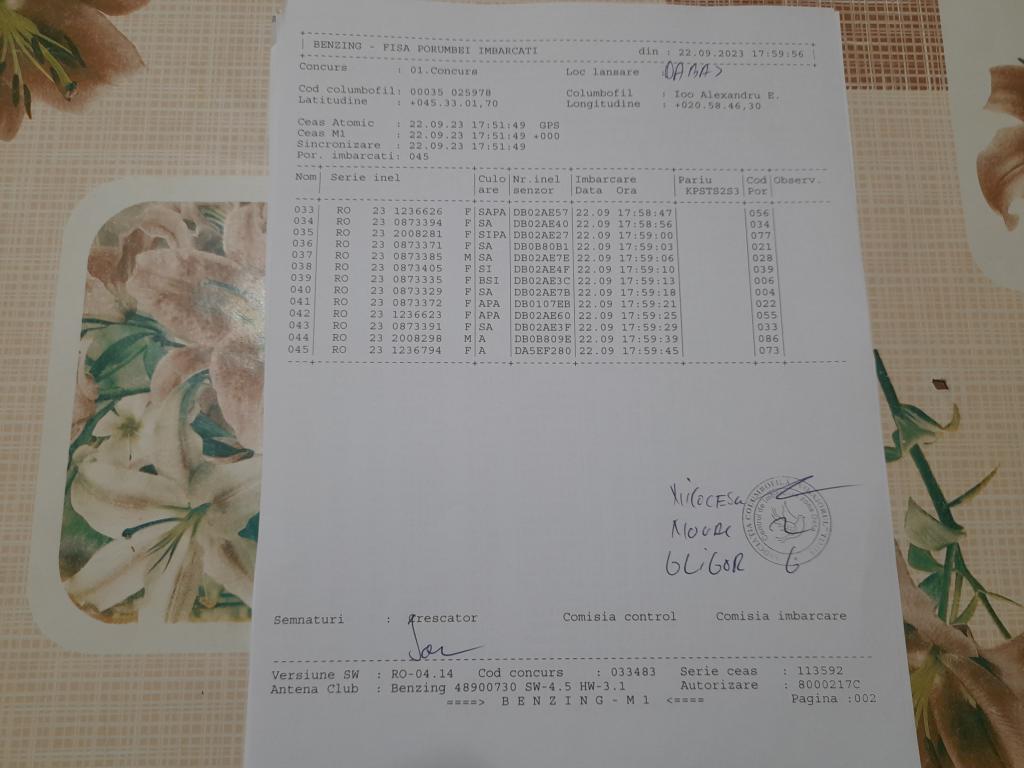 BENZING - FISA PORUMBEI IMBARCATI din : 22.09.2023 17:59:56
Concurs : 01.Concurs Loc lansare : DABAS
Cod columbofil: 00035 025978 Columbofil : Ioo Alexandru E.
Latitudine : +045.33.01,70 Longitudine : +020.58.46,30
Ceas Atomic : 22.09.23 17:51:49 GPS
Ceas M1 : 22.09.23 17:51:49 +000
Sincronizare : 22.09.23 17:51:49
Por. imbarcati: 045
Nom Serie inel Culo Nr.inel Imbarcare Pariu Cod Observ.
are senzor Data Ora KPSTS2S3 Por
033 RO 23 1236626 F SAPA DB02AE57 22.09 17:58:47 056
034 RO 23 0873394 F SA DB02AE40 22.09 17:58:56 034
035 RO 23 2008281 F SIPA DB02AE27 22.09 17:59:00 077
036 RO 23 0873371 F SA DB0B80B1 22.09 17:59:03 021
037 RO 23 0873385 M SA DB02AE7E 22.09 17:59:06 028
038 RO 23 0873405 F SI DB02AE4F 22.09 17:59:10 039
039 RO 23 0873335 F BSI DB02AE3C 22.09 17:59:13 006
040 RO 23 0873329 F SA DB02AE7B 22.09 17:59:18 004
041 RO 23 0873372 F APA DB0107EB 22.09 17:59:21 022
042 RO 23 1236623 F APA DB02AE60 22.09 17:59:25 055
043 RO 23 0873391 F SA DB02AE3F 22.09 17:59:29 033
044 RO 23 2008298 M A DB0B809E 22.09 17:59:39 086
045 RO 23 1236794 F A DA5EF280 22.09 17:59:45 073
GLIGOR
Semnaturi : Crescator Comisia control Comisia imbarcare
Versiune SW : RO-04.14 Cod concurs : 033483 Serie ceas : 113592
Antena Club : Benzing 48900730 SW-4.5 HW-3.1 Autorizare : 8000217C
====> B E N Z I N G - M 1 <==== Pagina :002